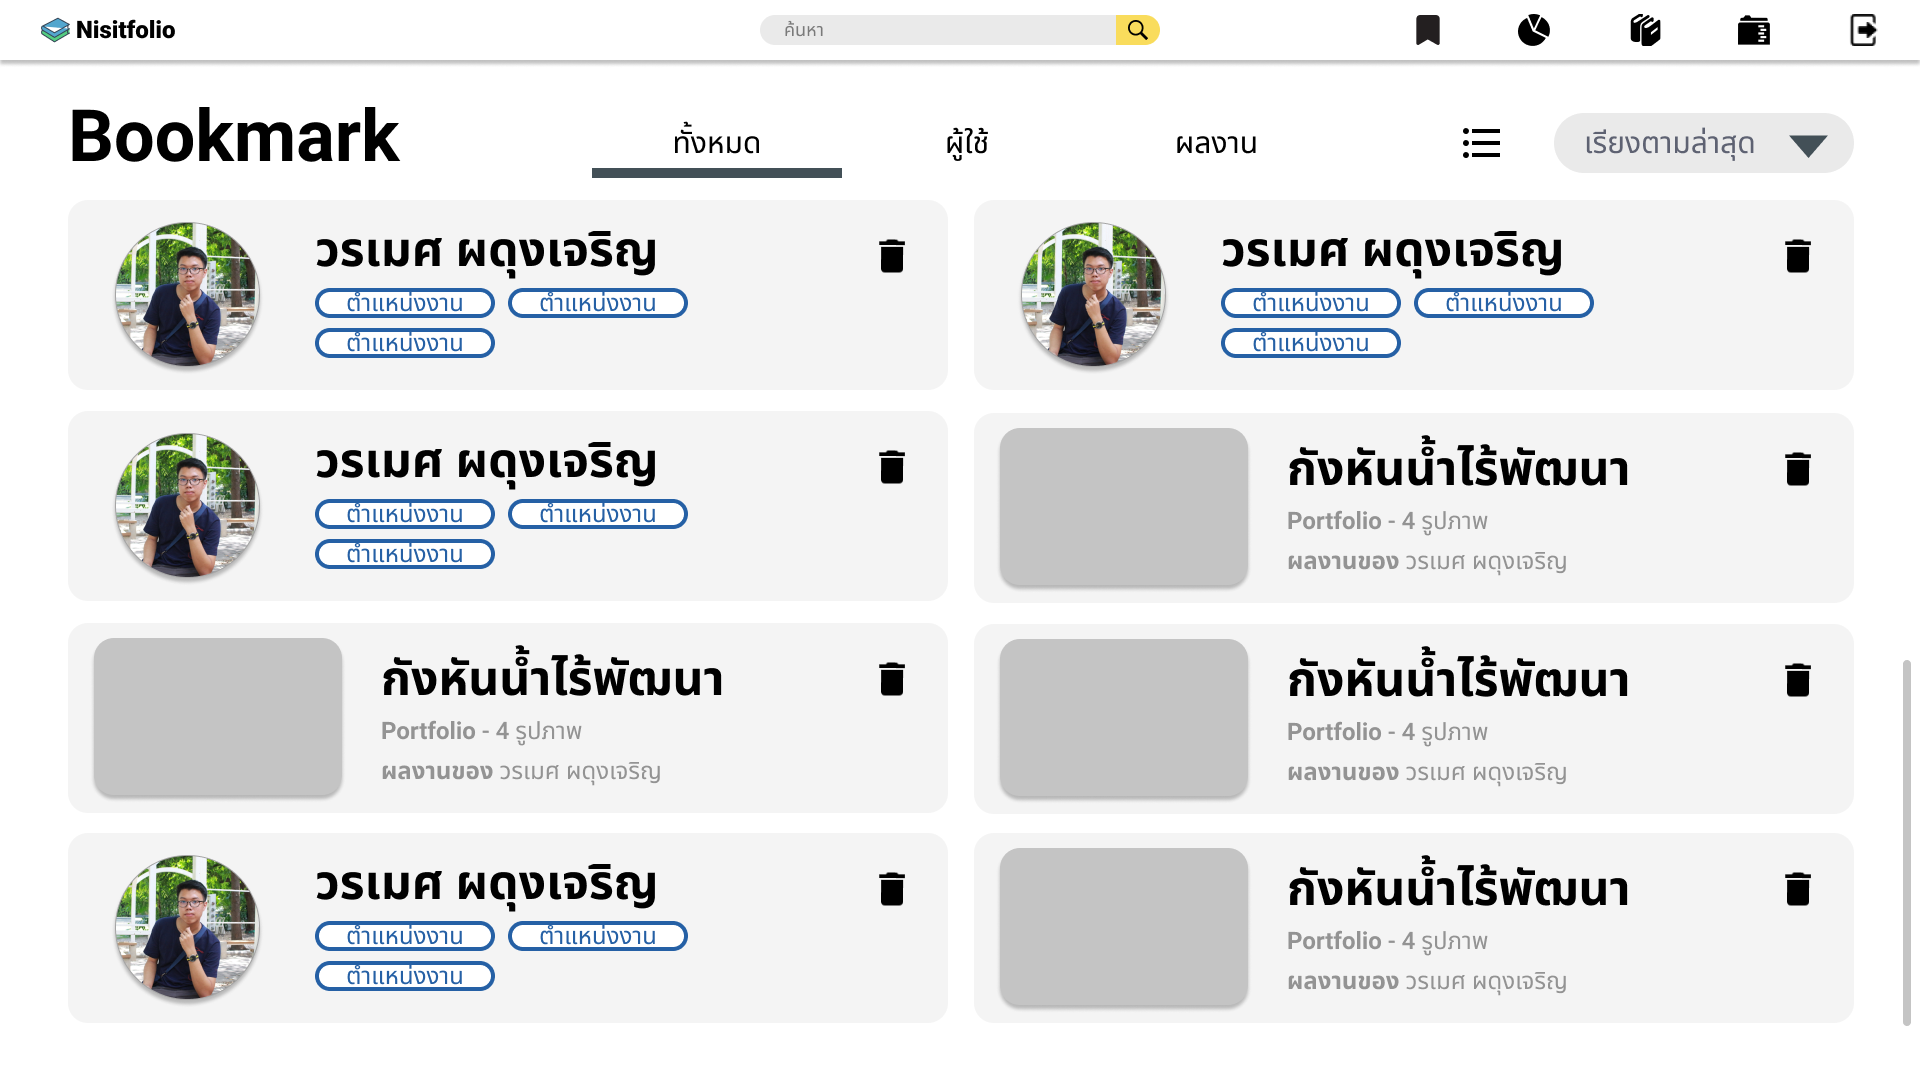 Nisitfolio
ค้นหา
Bookmark
ทั้งหมด
ผู้ใช้
ผลงาน
เรียงตามล่าสุด
วรเมศ ผดุงเจริญ
ตำแหน่งงาน ตำแหน่งงาน
ตำแหน่งงาน
วรเมศ ผดุงเจริญ
ตำแหน่งงาน ตำแหน่งงาน
ตำแหน่งงาน
วรเมศ ผดุงเจริญ
ตำแหน่งงาน ตำแหน่งงาน
ตำแหน่งงาน
กังหันน้ำไร้พัฒนา
Portfolio - 4 รูปภาพ
ผลงานของ วรเมศ ผดุงเจริญ
กังหันน้ำไร้พัฒนา
Portfolio - 4 รูปภาพ
ผลงานของ วรเมศ ผดุงเจริญ
กังหันน้ำไร้พัฒนา
Portfolio - 4 รูปภาพ
ผลงานของ วรเมศ ผดุงเจริญ
วรเมศ ผดุงเจริญ
ตำแหน่งงาน ตำแหน่งงาน
ตำแหน่งงาน
กังหันน้ำไร้พัฒนา
Portfolio - 4 รูปภาพ
ผลงานของ วรเมศ ผดุงเจริญ